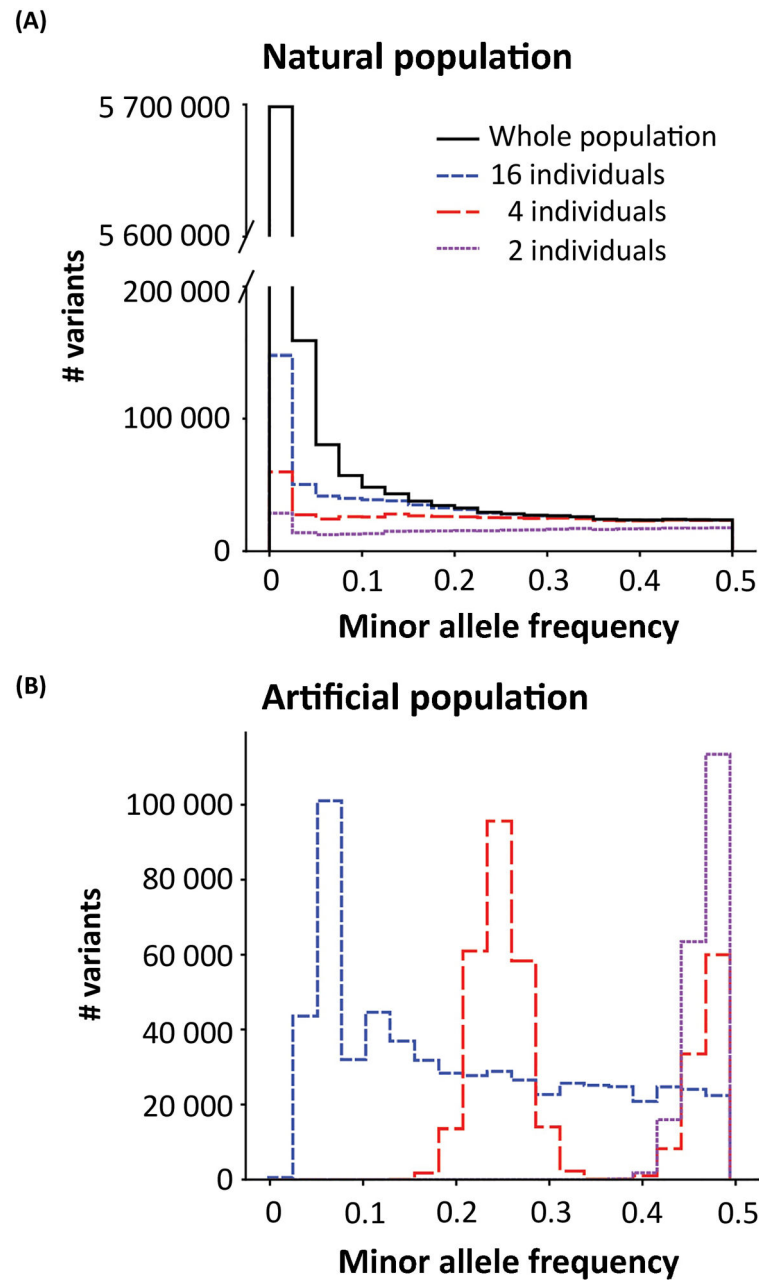 (A)
Natural population
5 700 000
5 600 000
200 000
100 000
0
# variants
Whole population
16 individuals
4 individuals
2 individuals
0 0.1 0.2 0.3 0.4 0.5
Minor allele frequency
(B)
Artificial population
100 000
80 000
60 000
40 000
20 000
0
# variants
0 0.1 0.2 0.3 0.4 0.5
Minor allele frequency